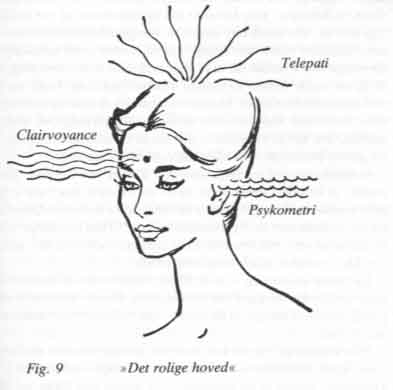 Telepati
Clairvoyance
Psykometri
Fig. 9 »Det rolige hoved«